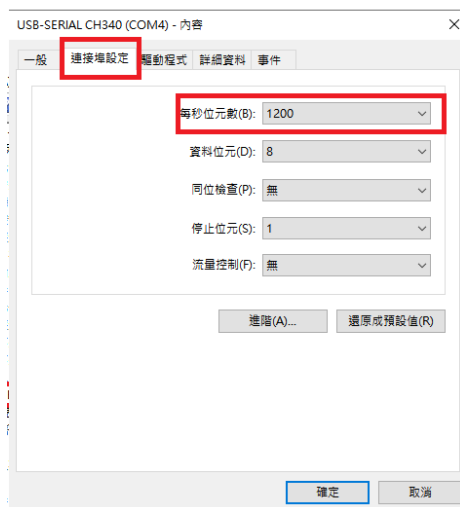 USB-SERIAL CH340 (COM4) - 內容
一般 連接埠設定 驅動程式 詳細資料 事件
每秒位元數(B): 1200
資料位元(D): 8
同位檢查(P): 無
停止位元(S): 1
流量控制(F): 無
進階(A)... 還原成預設值(R)
確定 取消